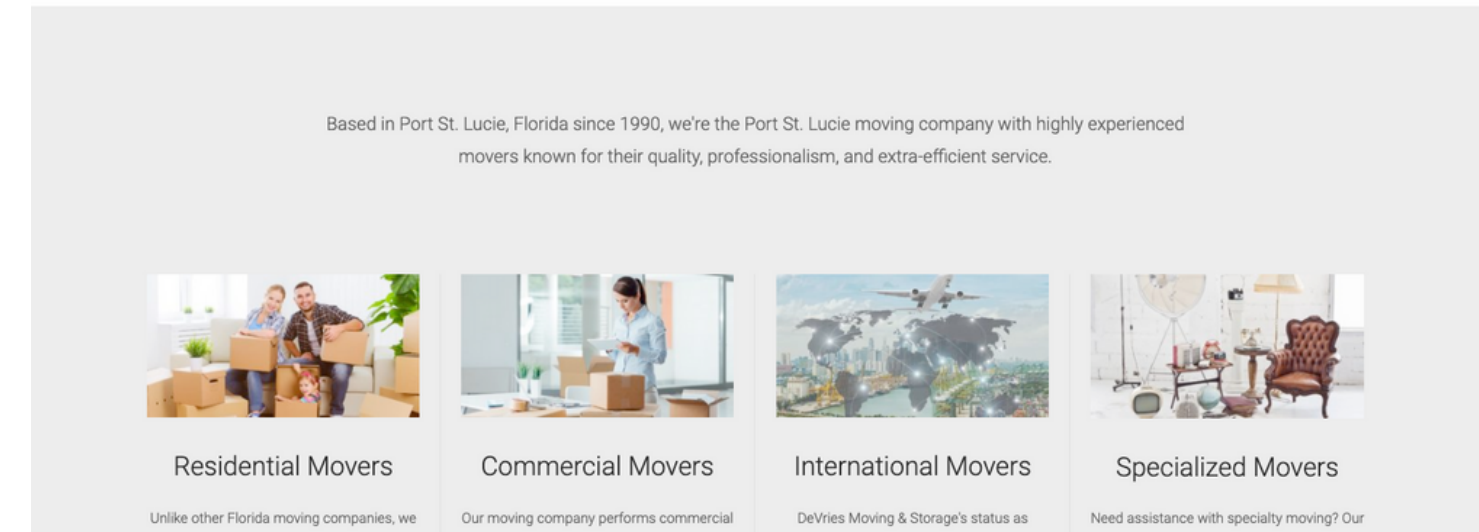 Based in Port St. Lucie, Florida since 1990, we're the Port St. Lucie moving company with highly experienced
movers known for their quality, professionalism, and extra-efficient service.
Residential Movers
Unlike other Florida moving companies, we
Commercial Movers
Our moving company performs commercial
International Movers
DeVries Moving & Storage's status as
Specialized Movers
Need assistance with specialty moving? Our